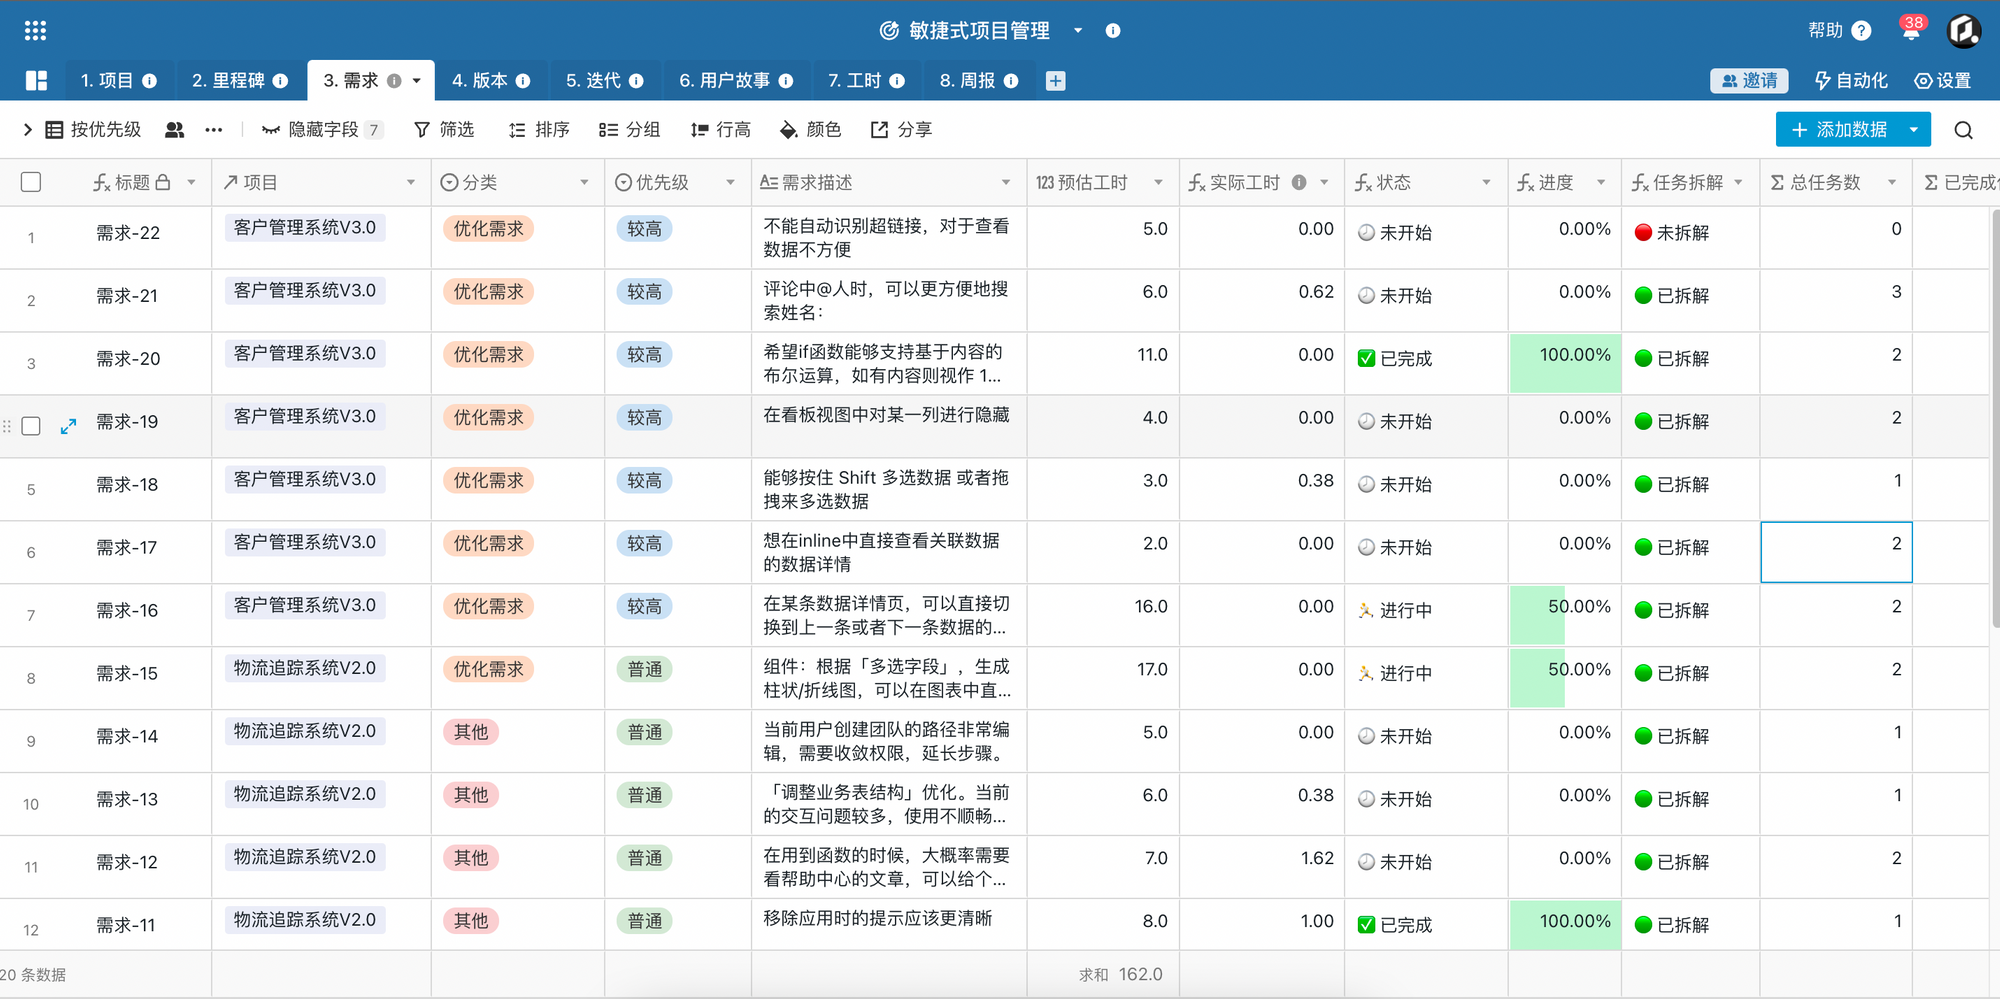 敏捷式项目管理
帮助
38
1. 项目
2. 里程碑
3. 需求
4. 版本
5. 迭代
6. 用户故事
7. 工时
8. 周报
邀请
自动化
设置
按优先级
隐藏字段 7
筛选
排序
分组
行高
颜色
分享
添加数据
标题 项目 分类 优先级 需求描述 123 预估工时 实际工时 状态 进度 任务拆解 总任务数 已完成
1 需求-22 客户管理系统V3.0 优化需求 较高 不能自动识别超链接，对于查看 5.0 0.00 未开始 0.00% 未拆解 0
数据不方便
2 需求-21 客户管理系统V3.0 优化需求 较高 评论中@人时，可以更方便地搜 6.0 0.62 未开始 0.00% 已拆解 3
索姓名：
3 需求-20 客户管理系统V3.0 优化需求 较高 希望if函数能够支持基于内容的 11.0 0.00 已完成 100.00% 已拆解 2
布尔运算，如有内容则视作 1...
需求-19 客户管理系统V3.0 优化需求 较高 在看板视图中对某一列进行隐藏 4.0 0.00 未开始 0.00% 已拆解 2
5 需求-18 客户管理系统V3.0 优化需求 较高 能够按住 Shift 多选数据 或者拖 3.0 0.38 未开始 0.00% 已拆解 1
拽来多选数据
6 需求-17 客户管理系统V3.0 优化需求 较高 想在inline中直接查看关联数据 2.0 0.00 未开始 0.00% 已拆解 2
的数据详情
7 需求-16 客户管理系统V3.0 优化需求 较高 在某条数据详情页，可以直接切 16.0 0.00 进行中 50.00% 已拆解 2
换到上一条或者下一条数据的...
8 需求-15 物流追踪系统V2.0 优化需求 普通 组件：根据「多选字段」，生成 17.0 0.00 进行中 50.00% 已拆解 2
柱状/折线图，可以在图表中直...
9 需求-14 物流追踪系统V2.0 其他 普通 当前用户创建团队的路径非常编 5.0 0.00 未开始 0.00% 已拆解 1
辑，需要收敛权限，延长步骤。
10 需求-13 物流追踪系统V2.0 其他 普通 「调整业务表结构」优化。当前 6.0 0.38 未开始 0.00% 已拆解 1
的交互问题较多，使用不顺畅...
11 需求-12 物流追踪系统V2.0 其他 普通 在用到函数的时候，大概率需要 7.0 1.62 未开始 0.00% 已拆解 2
看帮助中心的文章，可以给个...
12 需求-11 物流追踪系统V2.0 其他 普通 移除应用时的提示应该更清晰 8.0 1.00 已完成 100.00% 已拆解 1
20 条数据 求和 162.0